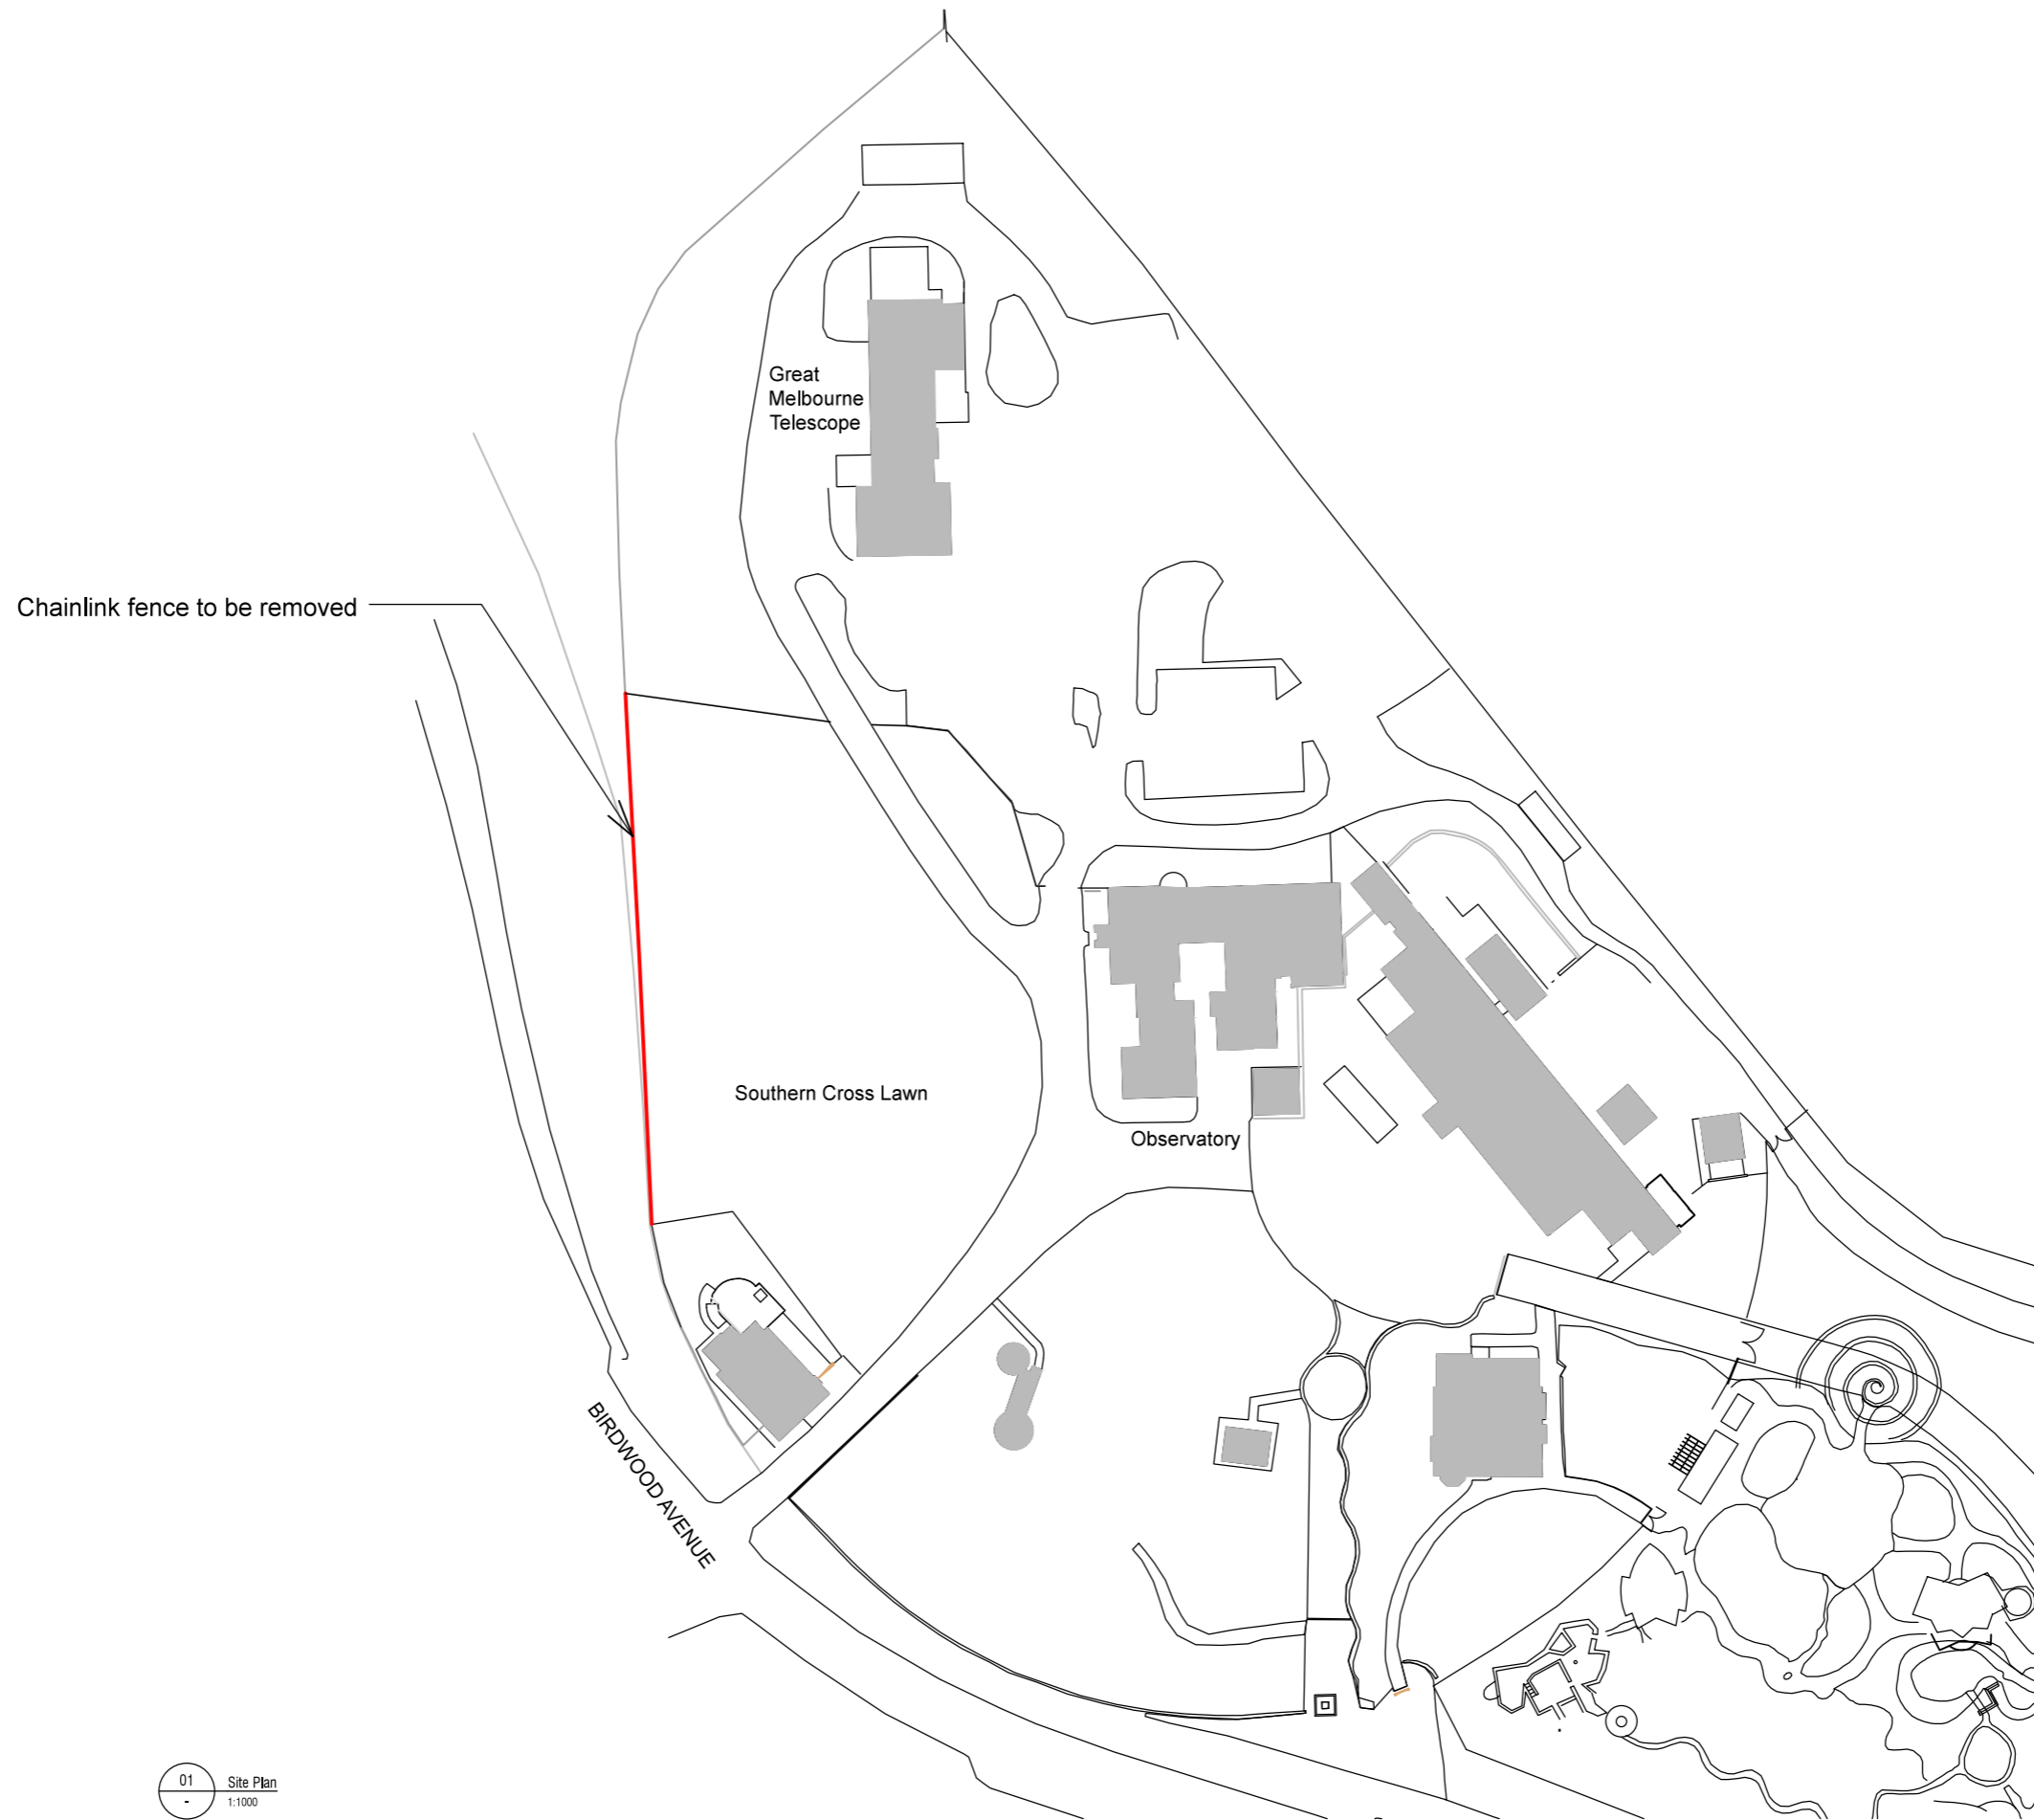 Great
Melbourne
Telescope
Chainlink fence to be removed
Southern Cross Lawn
Observatory
BIRDWOOD AVENUE
01
-
Site Plan
1:1000